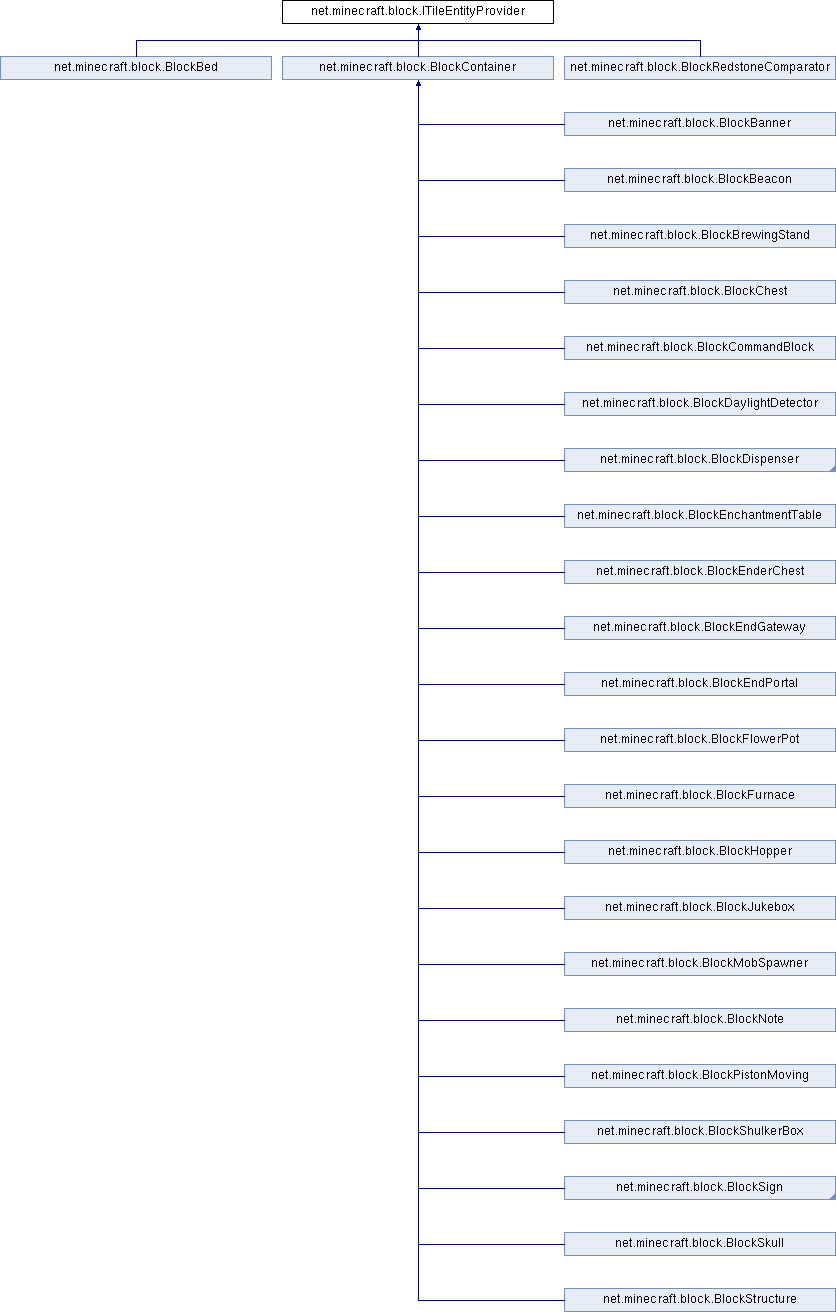 net.minecraft.block.ITileEntityProvider
net.minecraft.block.BlockBed
net.minecraft.block.BlockContainer
net.minecraft.block.BlockRedstoneComparator
net.minecraft.block.BlockBanner
net.minecraft.block.BlockBeacon
net.minecraft.block.BlockBrewingStand
net.minecraft.block.BlockChest
net.minecraft.block.BlockCommandBlock
net.minecraft.block.BlockDaylightDetector
net.minecraft.block.BlockDispenser
net.minecraft.block.BlockEnchantmentTable
net.minecraft.block.BlockEnderChest
net.minecraft.block.BlockEndGateway
net.minecraft.block.BlockEndPortal
net.minecraft.block.BlockFlowerPot
net.minecraft.block.BlockFurnace
net.minecraft.block.BlockHopper
net.minecraft.block.BlockJukebox
net.minecraft.block.BlockMobSpawner
net.minecraft.block.BlockNote
net.minecraft.block.BlockPistonMoving
net.minecraft.block.BlockShulkerBox
net.minecraft.block.BlockSign
net.minecraft.block.BlockSkull
net.minecraft.block.BlockStructure